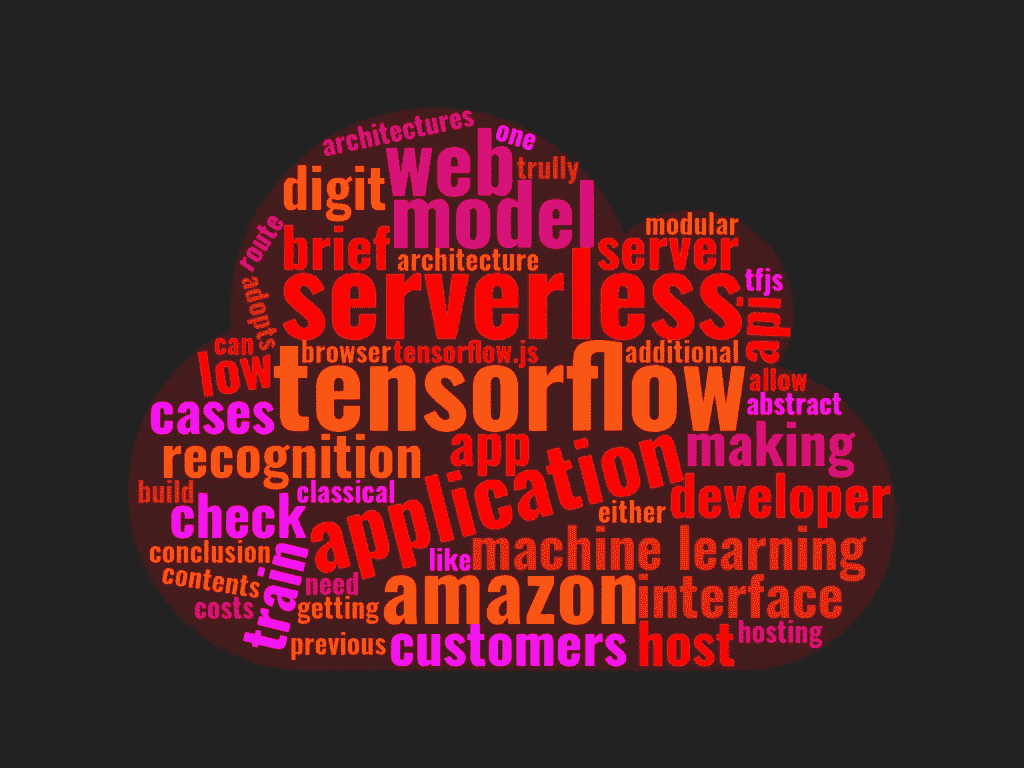 architectures
one
web
trully
digit
model
modular
route
brief
server
architecture
serverless
tfjs
adopts
api
can
browser
tensorflow.js
additional
low
tensorflow
allow
cases
abstract
app
making
recognition
application
build
classical
developer
check
either
conclusion
like
machine learning
contents
train
need
amazon
interface
costs
getting
previous
customers
host
hosting